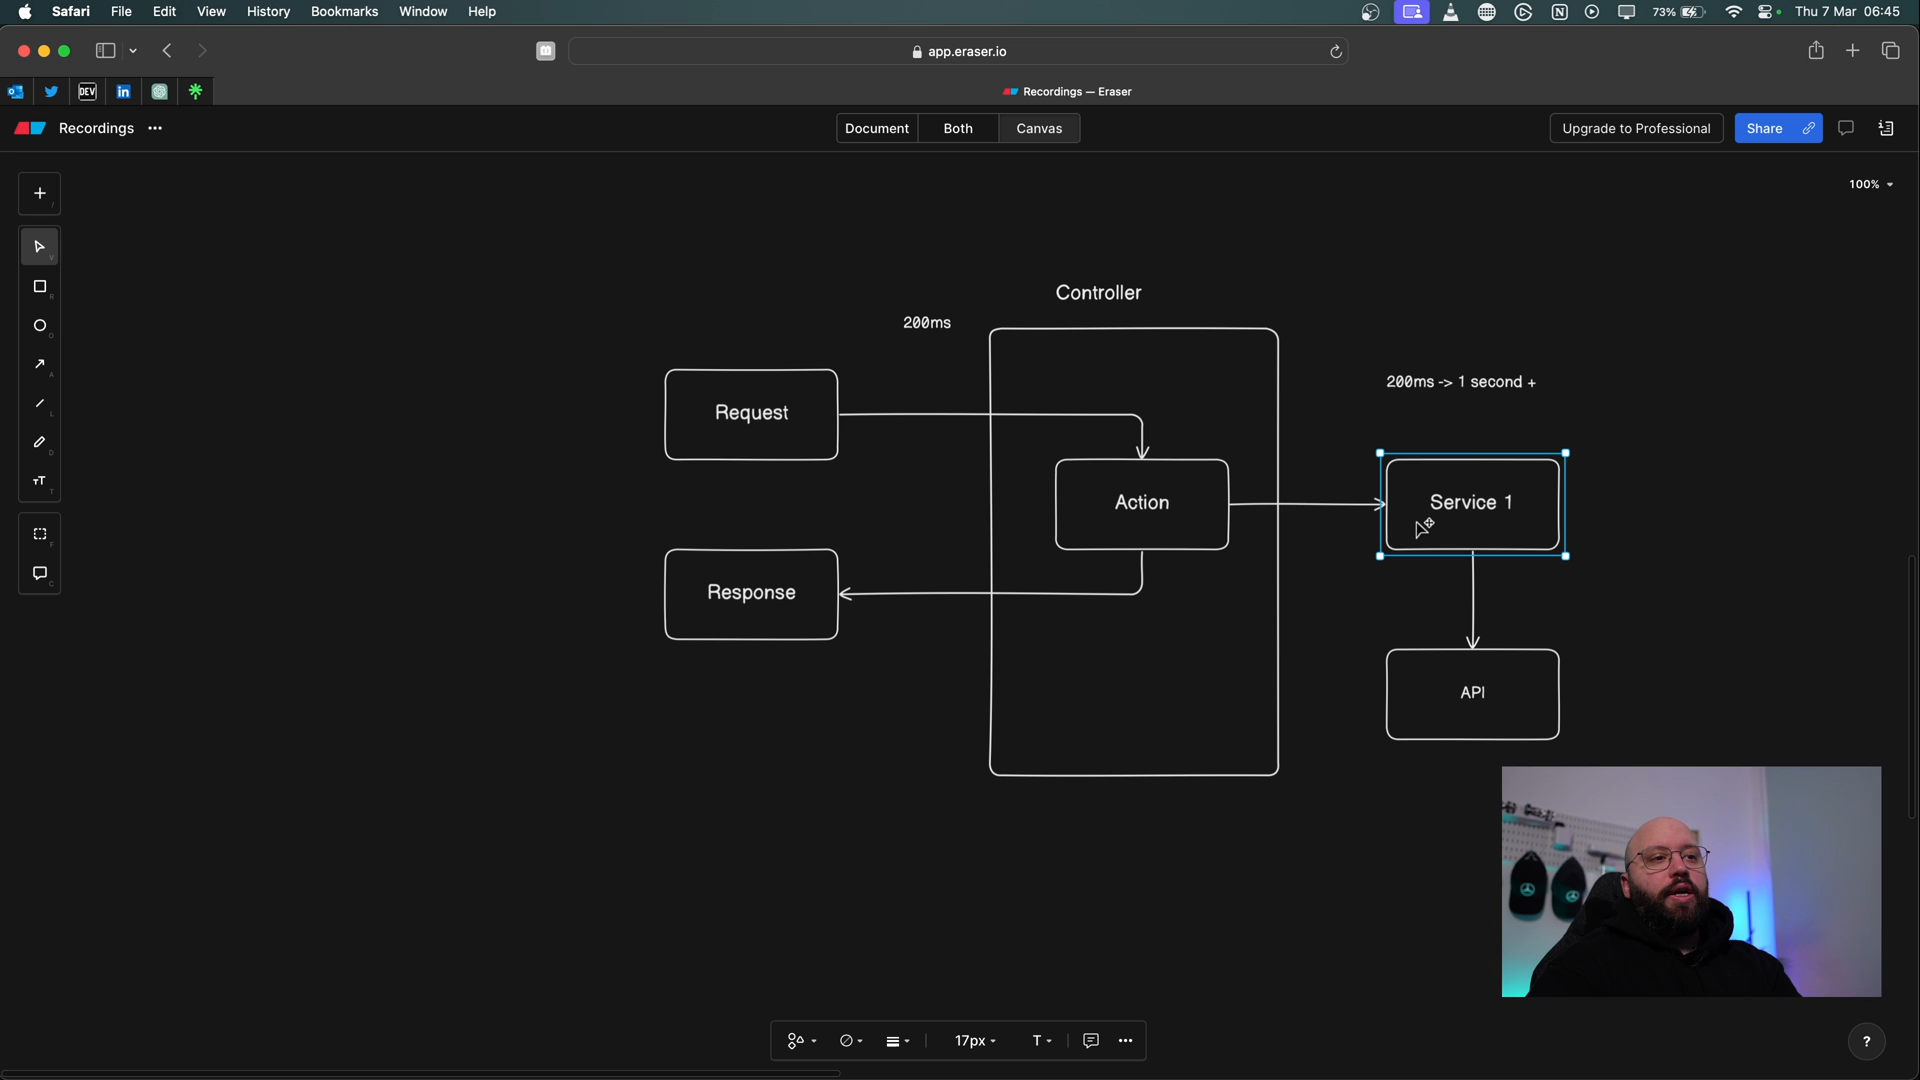 Safari File Edit View History Bookmarks Window Help
73% Thu 7 Mar 06:45
app.eraser.io
DEV
Recordings — Eraser
Recordings
Document Both Canvas
Upgrade to Professional
Share
100%
Controller
200ms
200ms -> 1 second +
Request
Action
Service 1
Response
API
17px
T
?